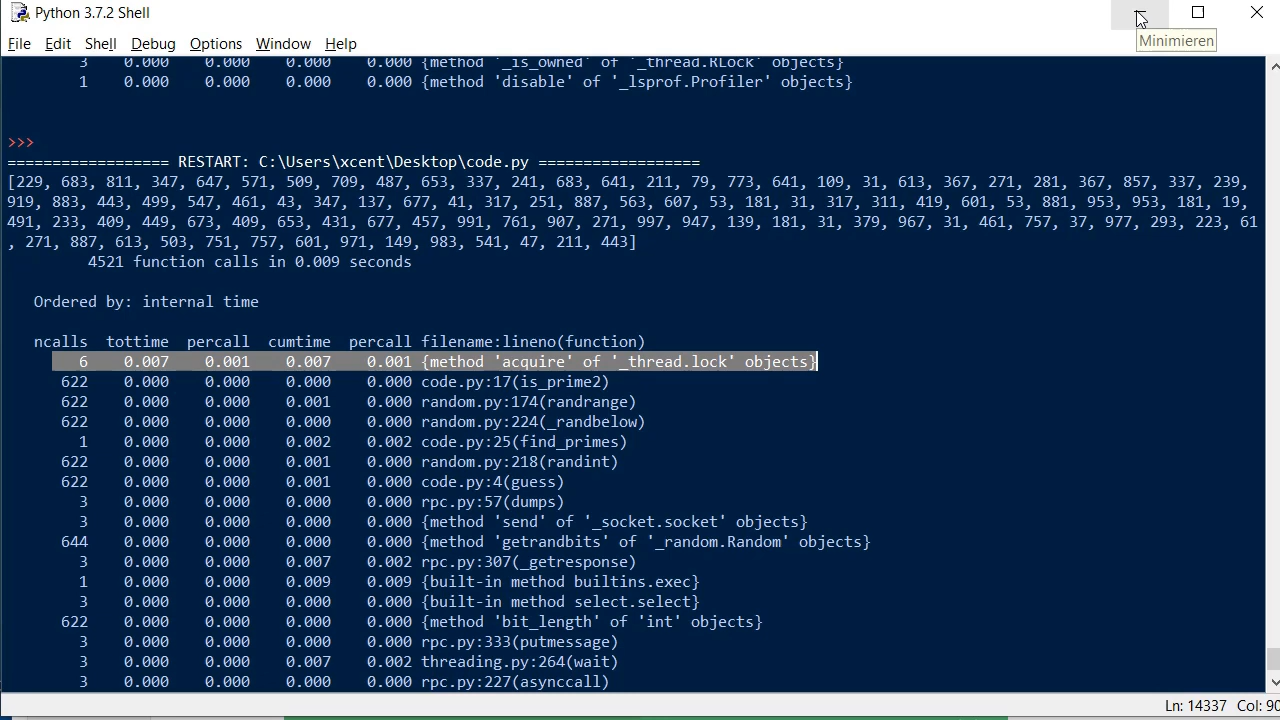 Python 3.7.2 Shell
File Edit Shell Debug Options Window Help
Minimieren
3 0.000 0.000 0.000 0.000 {method '_is_owned' of '_thread.RLock' objects}
1 0.000 0.000 0.000 0.000 {method 'disable' of '_lsprof.Profiler' objects}
>>>
================== RESTART: C:\Users\xcent\Desktop\code.py ==================
[229, 683, 811, 347, 647, 571, 509, 709, 487, 653, 337, 241, 683, 641, 211, 79, 773, 641, 109, 31, 613, 367, 271, 281, 367, 857, 337, 239,
919, 883, 443, 499, 547, 461, 43, 347, 137, 677, 41, 317, 251, 887, 563, 607, 53, 181, 31, 317, 311, 419, 601, 53, 881, 953, 953, 181, 19,
491, 233, 409, 449, 673, 409, 653, 431, 677, 457, 991, 761, 907, 271, 997, 947, 139, 181, 31, 379, 967, 31, 461, 757, 37, 977, 293, 223, 61
, 271, 887, 613, 503, 751, 757, 601, 971, 149, 983, 541, 47, 211, 443]
4521 function calls in 0.009 seconds
Ordered by: internal time
ncalls tottime percall cumtime percall filename:lineno(function)
6 0.007 0.001 0.007 0.001 {method 'acquire' of '_thread.lock' objects}
622 0.000 0.000 0.000 0.000 code.py:17(is_prime2)
622 0.000 0.000 0.001 0.000 random.py:174(randrange)
622 0.000 0.000 0.000 0.000 random.py:224(_randbelow)
1 0.000 0.000 0.002 0.002 code.py:25(find_primes)
622 0.000 0.000 0.001 0.000 random.py:218(randint)
622 0.000 0.000 0.001 0.000 code.py:4(guess)
3 0.000 0.000 0.000 0.000 rpc.py:57(dumps)
3 0.000 0.000 0.000 0.000 {method 'send' of '_socket.socket' objects}
644 0.000 0.000 0.000 0.000 {method 'getrandbits' of '_random.Random' objects}
3 0.000 0.000 0.007 0.002 rpc.py:307(_getresponse)
1 0.000 0.000 0.009 0.009 {built-in method builtins.exec}
3 0.000 0.000 0.000 0.000 {built-in method select.select}
622 0.000 0.000 0.000 0.000 {method 'bit_length' of 'int' objects}
3 0.000 0.000 0.000 0.000 rpc.py:333(putmessage)
3 0.000 0.000 0.007 0.002 threading.py:264(wait)
3 0.000 0.000 0.000 0.000 rpc.py:227(asynccall)
Ln: 14337 Col: 90